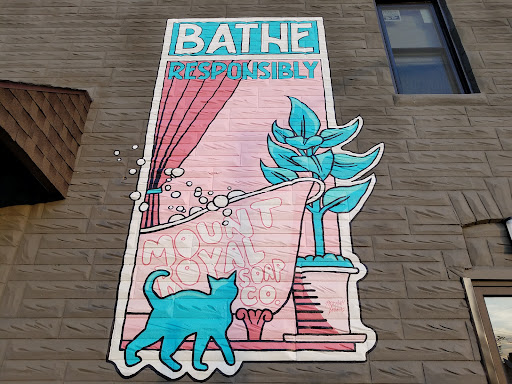 BATHE
RESPONSIBLY
MOUNT
ROYAL
SOAP
CO.